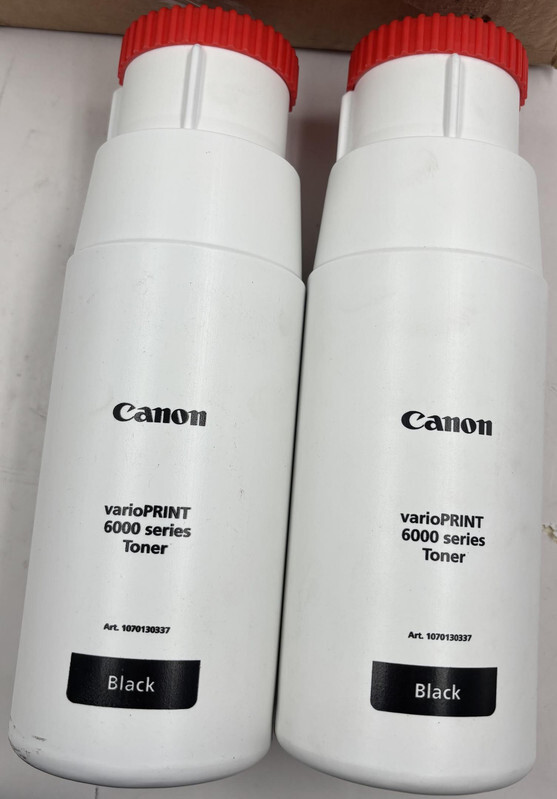 Canon
varioPRINT
6000 series
Toner
Art. 1070130337
Black
Canon
varioPRINT
6000 series
Toner
Art. 1070130337
Black